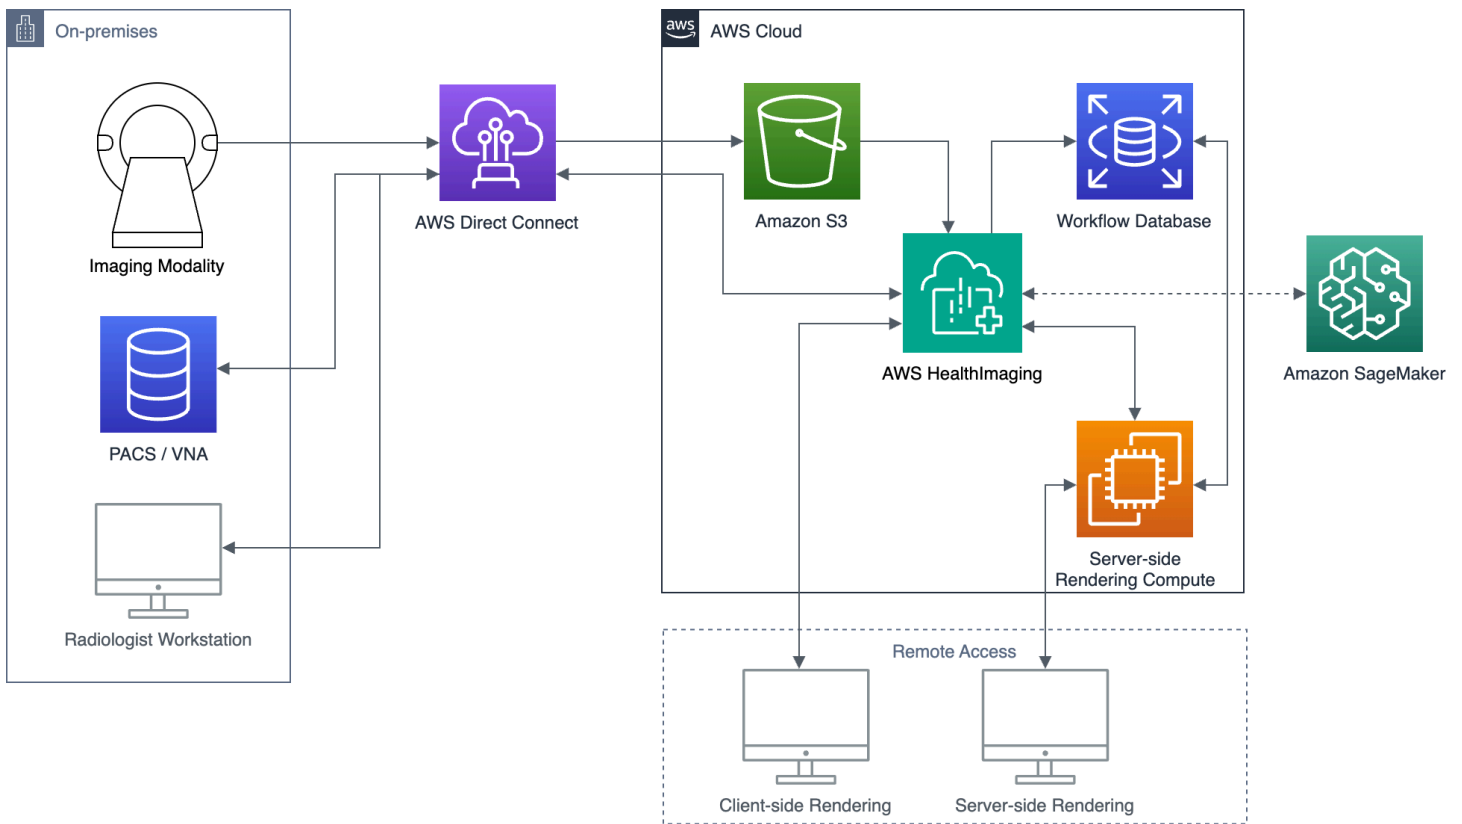 On-premises
aws
AWS Cloud
AWS Direct Connect
Amazon S3
Workflow Database
Imaging Modality
AWS HealthImaging
Amazon SageMaker
PACS / VNA
Server-side
Rendering Compute
Radiologist Workstation
Remote Access
Client-side Rendering
Server-side Rendering